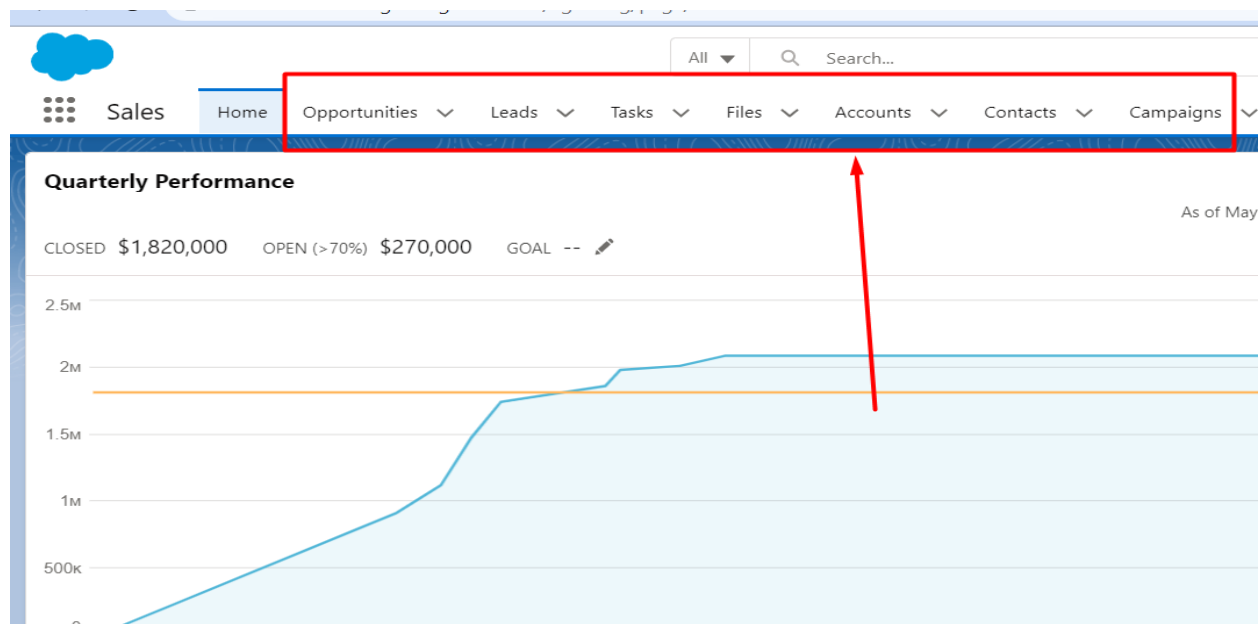 All Search...
Sales Home Opportunities Leads Tasks Files Accounts Contacts Campaigns
Quarterly Performance
As of May
CLOSED $1,820,000 OPEN (>70%) $270,000 GOAL --
2.5M
2M
1.5M
1M
500K